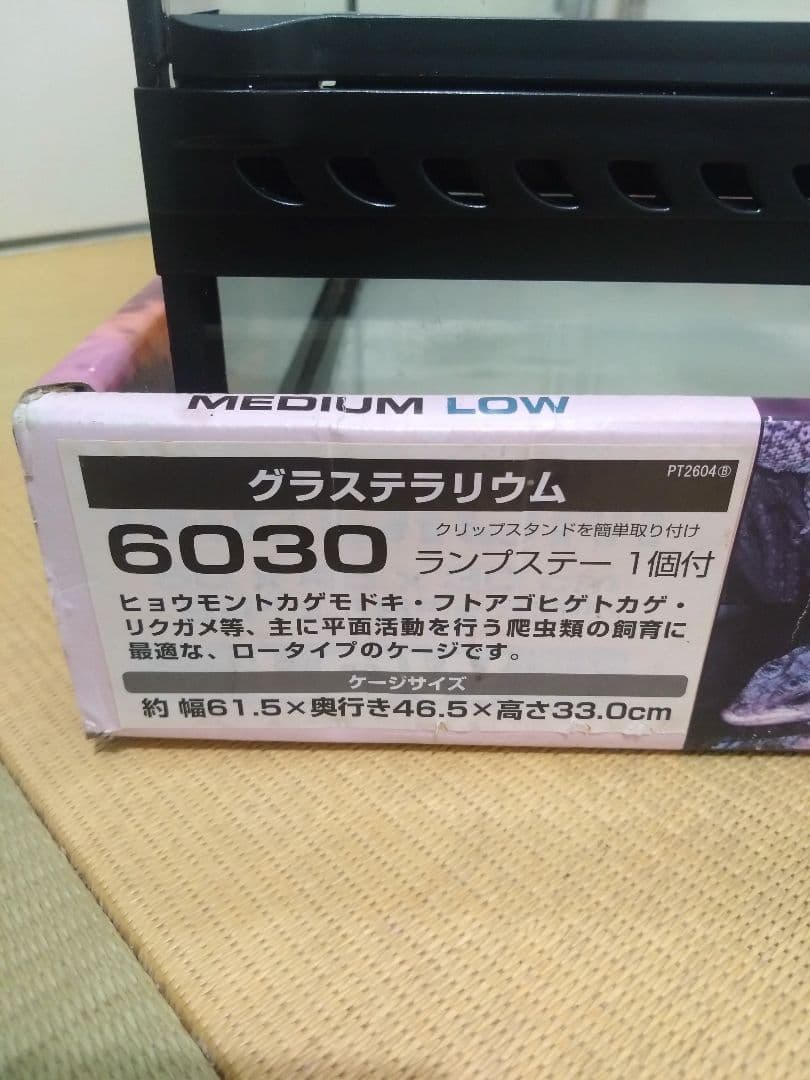 MEDIUM LOW
グラステラリウム
PT2604Ⓑ
6030
クリップスタンドを簡単取り付け
ランプステー 1個付
ヒョウモントカゲモドキ・フトアゴヒゲトカゲ・
リクガメ等、主に平面活動を行う爬虫類の飼育に
最適な、ロータイプのケージです。
ケージサイズ
約 幅61.5×奥行き46.5×高さ33.0cm